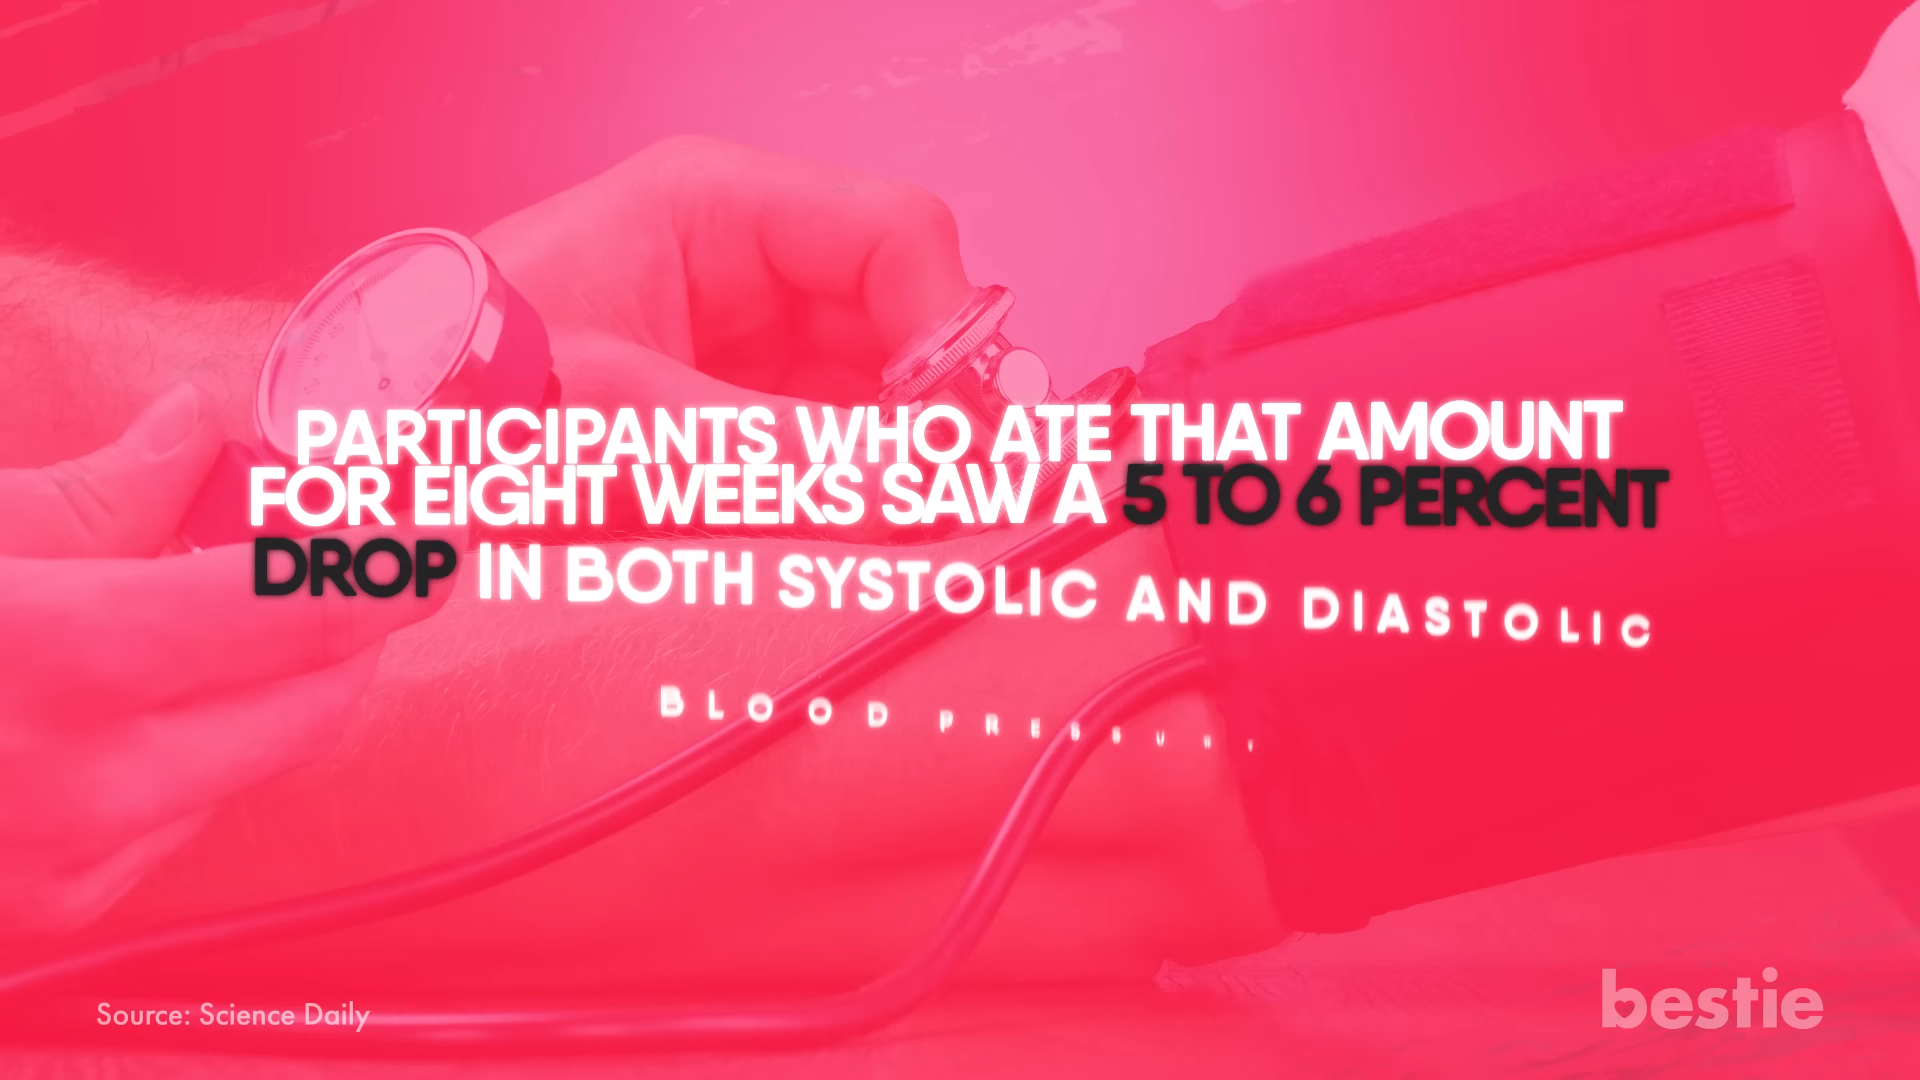 PARTICIPANTS WHO ATE THAT AMOUNT
FOR EIGHT WEEKS SAW A 5 TO 6 PERCENT
DROP IN BOTH SYSTOLIC AND DIASTOLIC
BLOOD PRESSU
Source: Science Daily
bestie